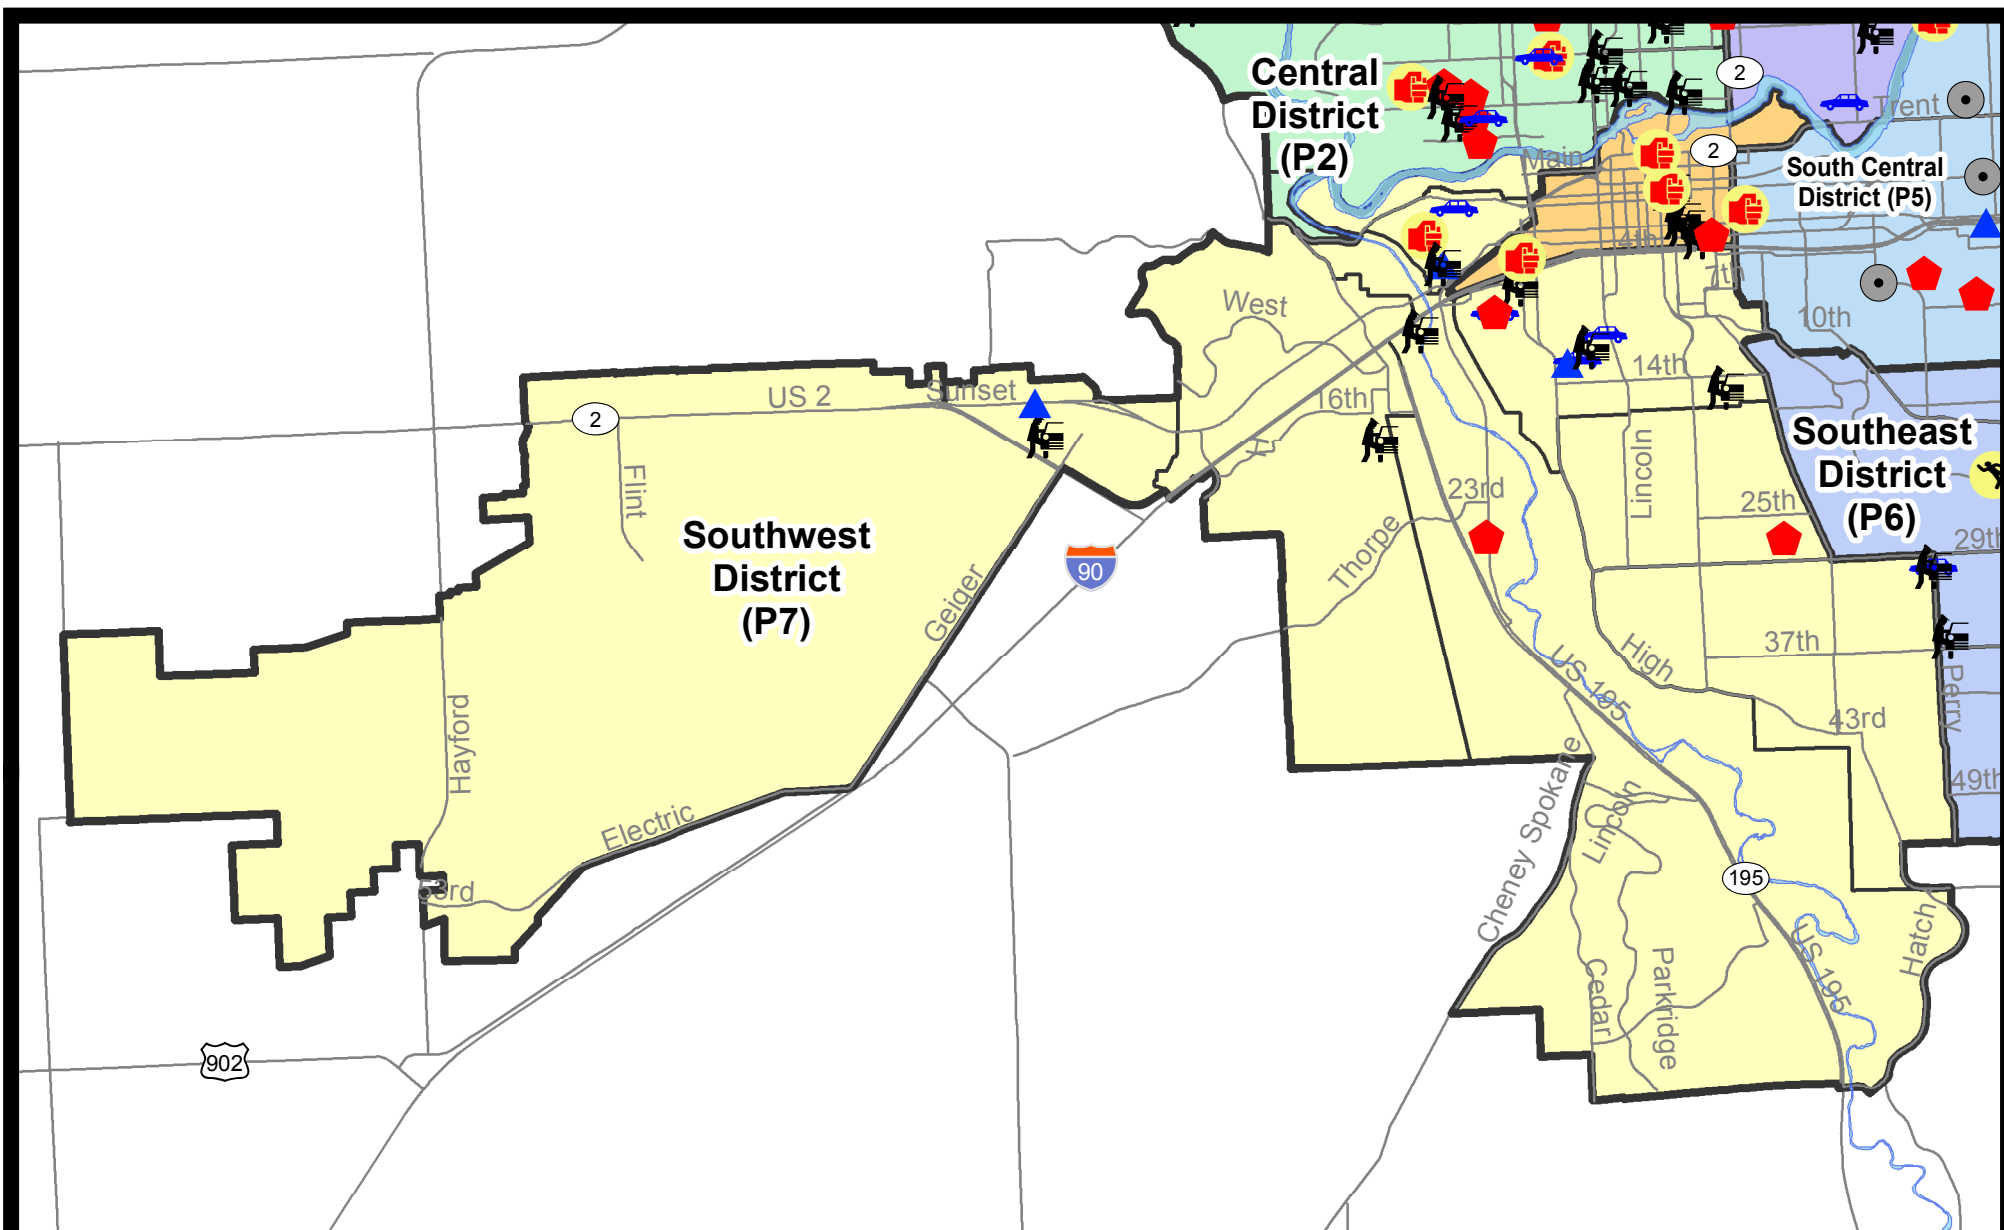 Central
District
(P2)
2
Trent
2
Main
South Central
District (P5)
4th
7th
10th
West
14th
US 2
Sunset
2
16th
Flint
Lincoln
23rd
25th
Southeast
District
(P6)
29th
Southwest
District
(P7)
Thorpe
90
Geiger
High
37th
US 195
Perry
43rd
Hayford
49th
Electric
Cheney Spokane
Lincoln
53rd
195
Hatch
US 195
Cedar
Parkridge
902